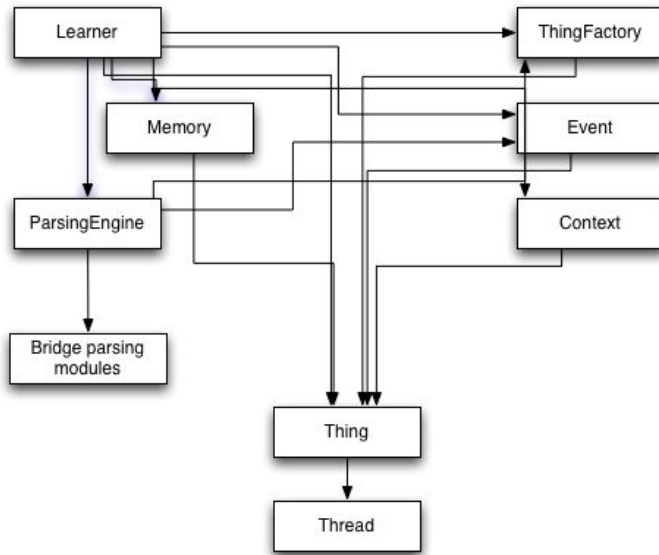 Learner
ThingFactory
Memory
Event
ParsingEngine
Context
Bridge parsing
modules
Thing
Thread